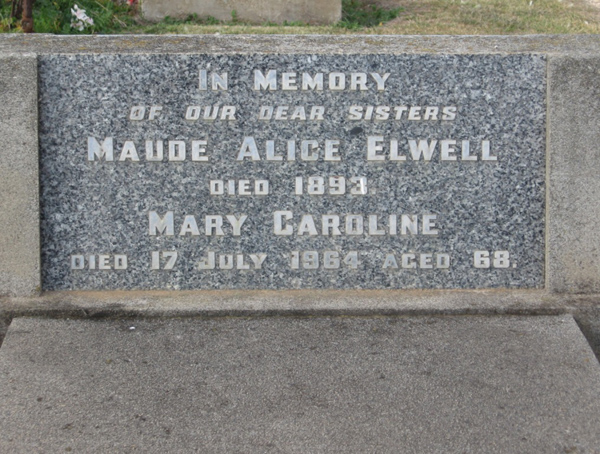 In Memory
of our dear sisters
Maude Alice Elwell
died 1893
Mary Caroline
died 17 July 1964 aged 68.